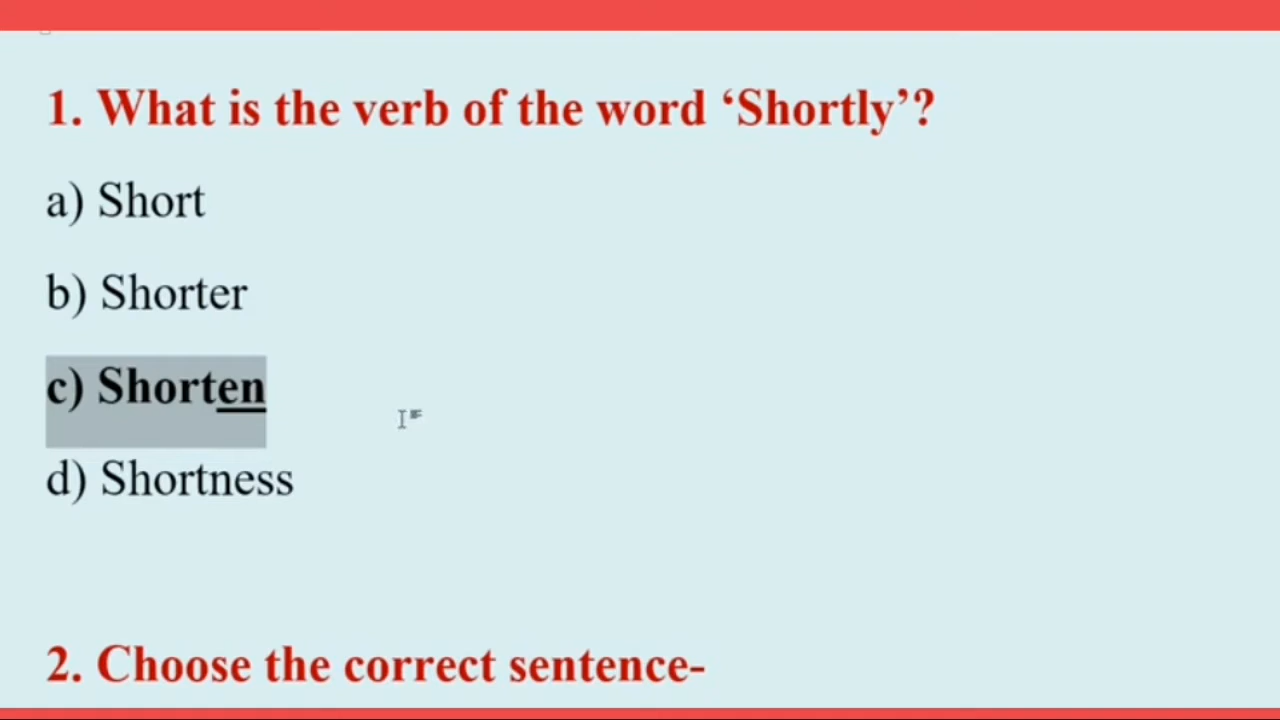 1. What is the verb of the word ‘Shortly’?
a) Short
b) Shorter
c) Shorten
d) Shortness
2. Choose the correct sentence-